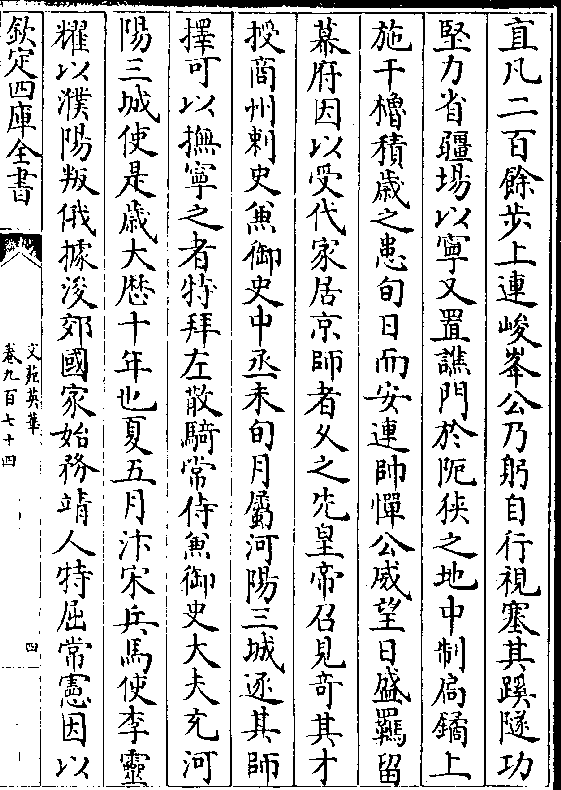 直凡二百餘步上連峻峯公乃躬自行視塞其蹊隧功
堅力省疆埸以寧又置譙門於阨狹之地中制扃鐍上
施干櫓積歲之患旬日而安連帥憚公威望日盛羈留
幕府因以受代家居京師者久之先皇帝召見竒其才
授商州刺史兼御史中丞未旬月屬河陽三城逐其師
擇可以撫寧之者特拜左散騎常侍兼御史大夫充河
陽三城使是歲大歴十年也夏五月汴宋兵馬使李靈
耀以濮陽叛俄據浚郊國家始務靖人特屈常憲因以
欽定四庫全書
文苑英華
卷九百七十四
四